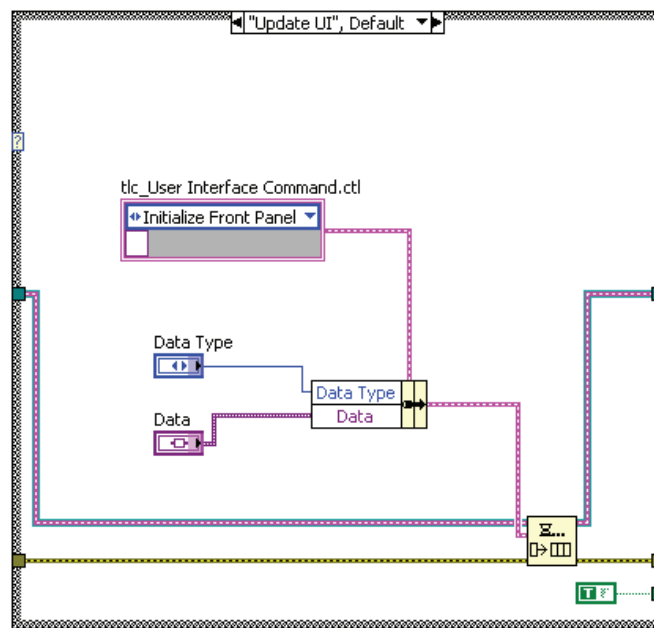 "Update UI", Default
?
tlc_User Interface Command.ctl
Initialize Front Panel
Data Type
Data Type
Data
Data
T